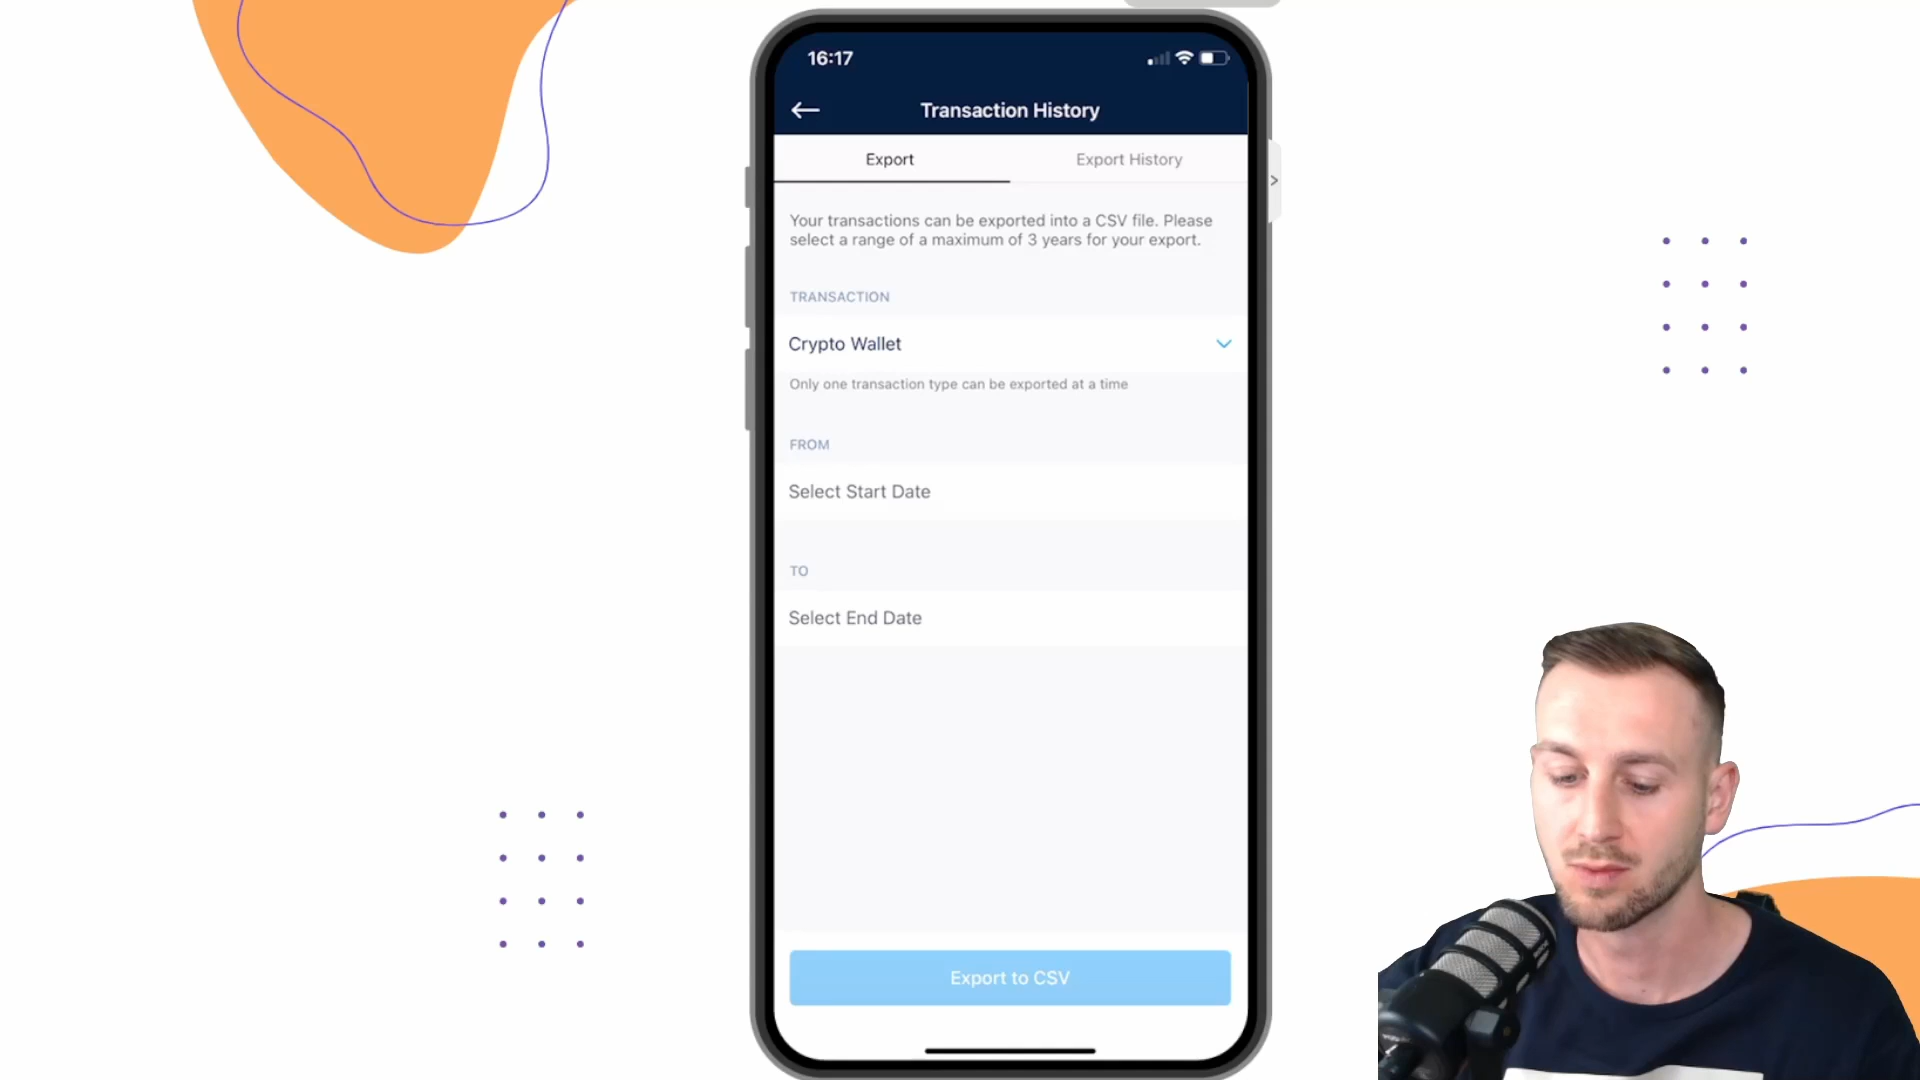 16:17
Transaction History
Export
Export History
Your transactions can be exported into a CSV file. Please
select a range of a maximum of 3 years for your export.
TRANSACTION
Crypto Wallet
Only one transaction type can be exported at a time
FROM
Select Start Date
TO
Select End Date
Export to CSV